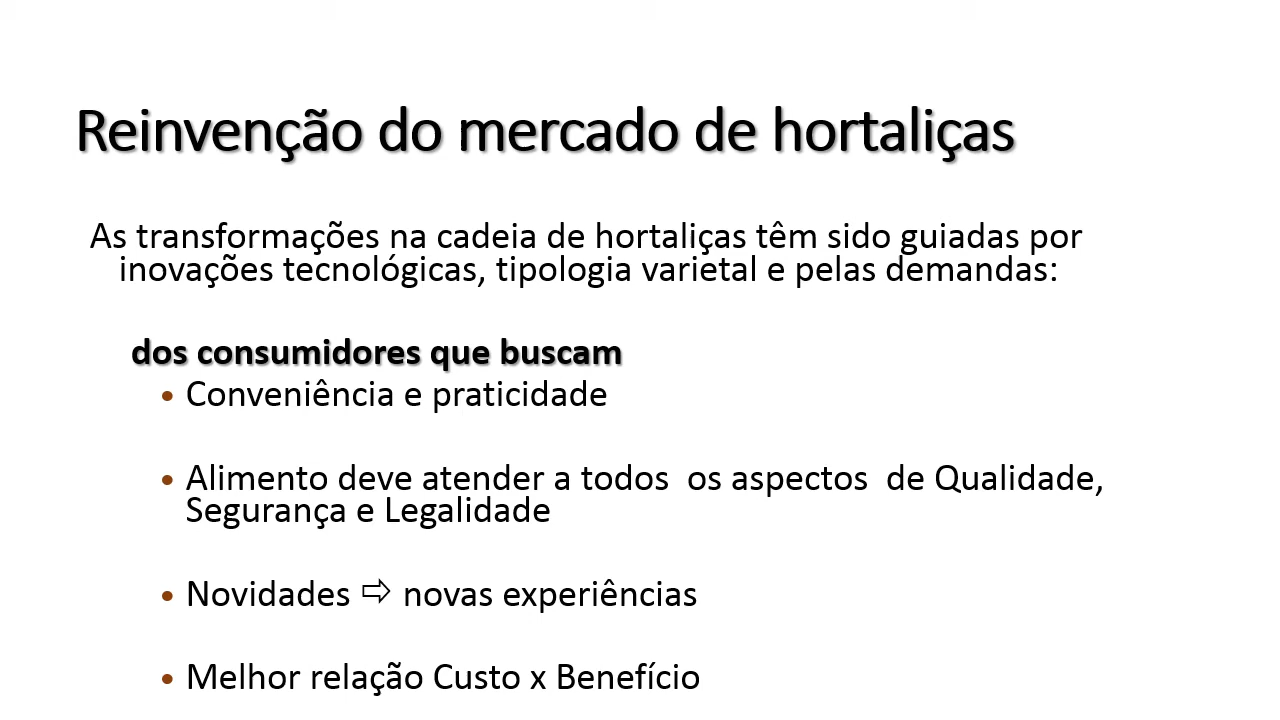 Reinvenção do mercado de hortaliças
As transformações na cadeia de hortaliças têm sido guiadas por
inovações tecnológicas, tipologia varietal e pelas demandas:
dos consumidores que buscam
• Conveniência e praticidade
• Alimento deve atender a todos os aspectos de Qualidade,
Segurança e Legalidade
• Novidades ⇨ novas experiências
• Melhor relação Custo x Benefício